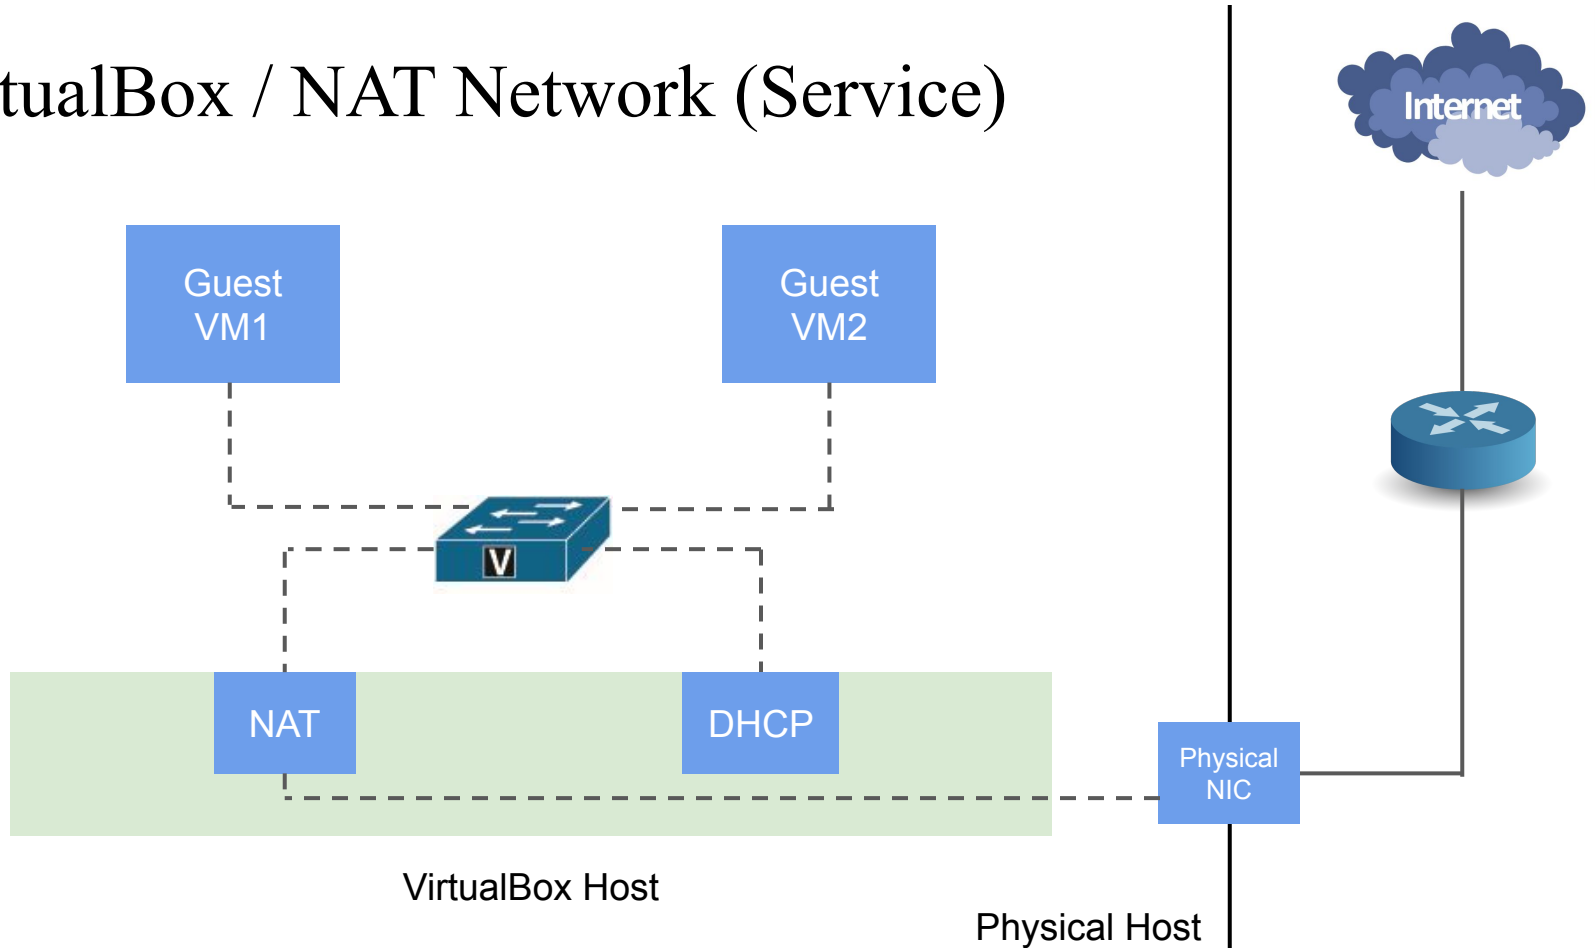 tualBox / NAT Network (Service)
Internet
Guest
VM1
Guest
VM2
V
NAT
DHCP
Physical
NIC
VirtualBox Host
Physical Host